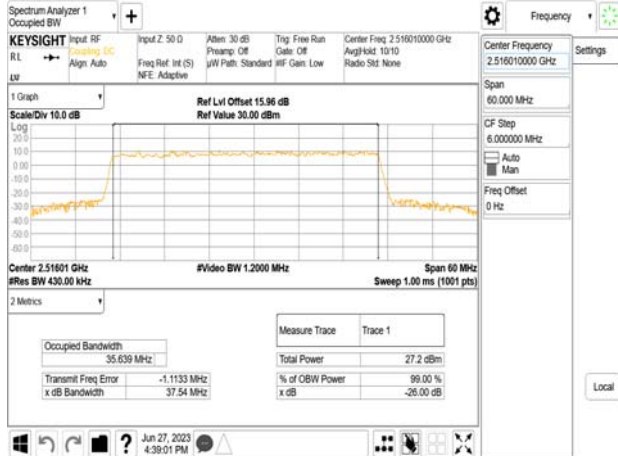 Spectrum Analyzer 1
Occupied BW
+
Frequency
KEYSIGHT
RL
LXI
Input: RF
Coupling: DC
Align: Auto
Input Z: 50 Ω
Freq Ref: Int (S)
NFE: Adaptive
Atten: 30 dB
Preamp: Off
µW Path: Standard
Trig: Free Run
Gate: Off
#IF Gain: Low
Center Freq: 2.516010000 GHz
Avg|Hold: 10/10
Radio Std: None
Center Frequency
2.516010000 GHz
Settings
Span
60.000 MHz
CF Step
6.000000 MHz
Auto
Man
Freq Offset
0 Hz
Local
1 Graph
Ref Lvl Offset 15.96 dB
Scale/Div 10.0 dB
Ref Value 30.00 dBm
Log
20.0
10.0
0.00
-10.0
-20.0
-30.0
-40.0
-50.0
-60.0
Center 2.51601 GHz
#Video BW 1.2000 MHz
Span 60 MHz
#Res BW 430.00 kHz
Sweep 1.00 ms (1001 pts)
2 Metrics
Measure Trace
Trace 1
Occupied Bandwidth
35.639 MHz
Total Power
27.2 dBm
Transmit Freq Error
-1.1133 MHz
% of OBW Power
99.00 %
x dB Bandwidth
37.54 MHz
x dB
-26.00 dB
?
Jun 27, 2023
4:39:01 PM